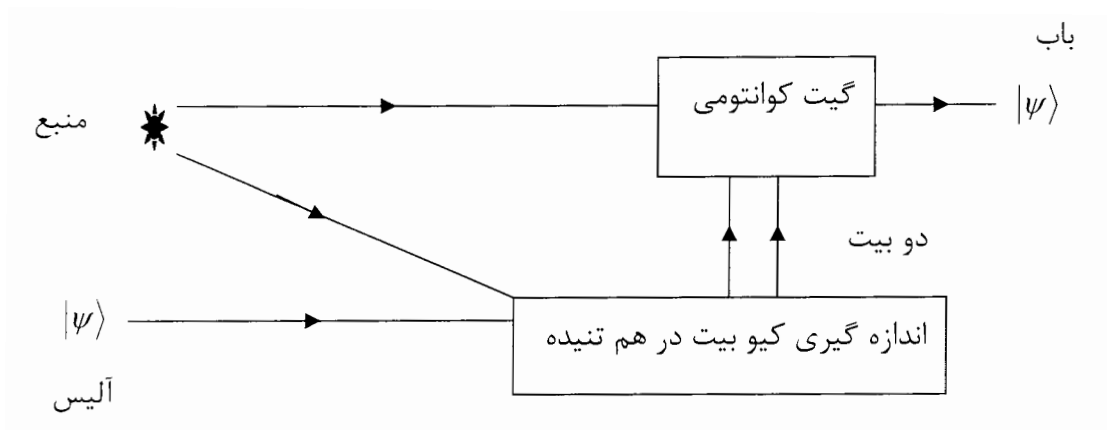 باب
گیت کوانتومی
|ψ⟩
منبع
دو بیت
|ψ⟩
اندازه گیری کیو بیت در هم تنیده
آلیس